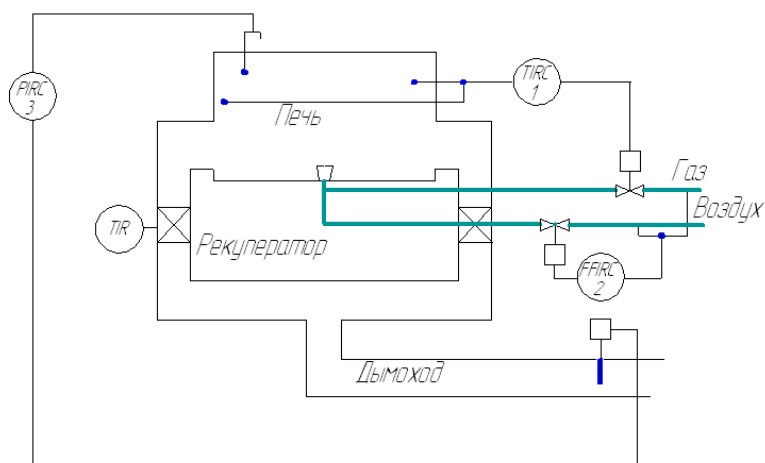 PIRC
3
TIRC
1
Печь
Газ
Воздух
TIR
Рекуператор
FFIRC
2
Дымоход